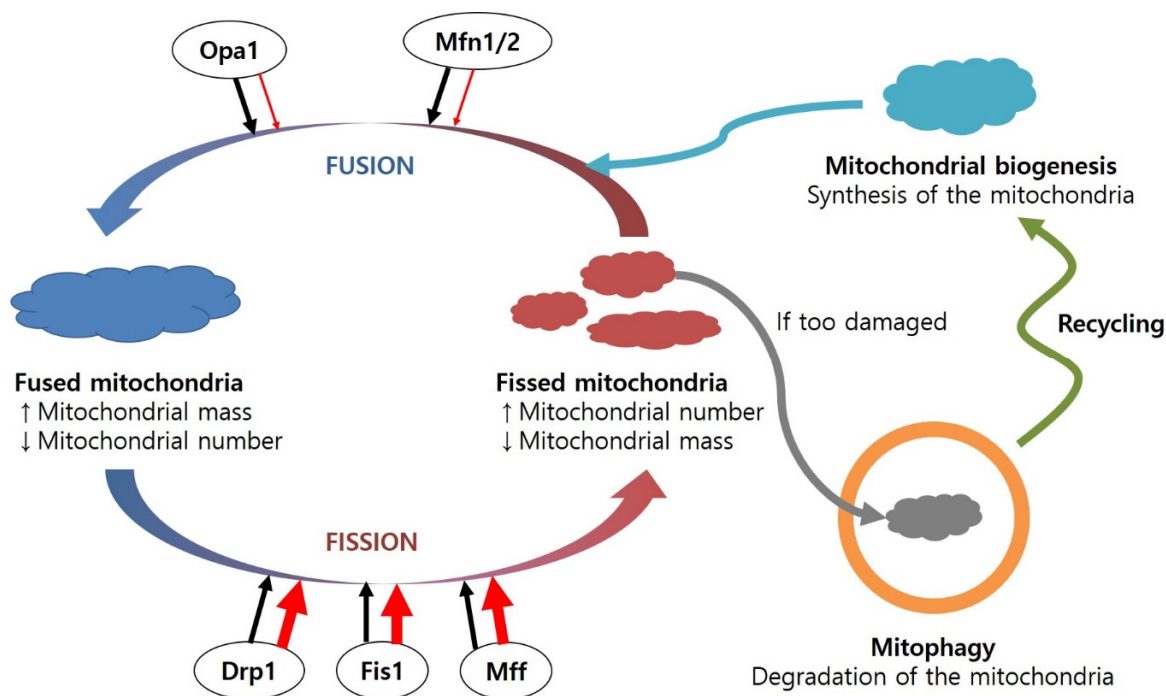 Opa1
Mfn1/2
FUSION
Mitochondrial biogenesis
Synthesis of the mitochondria
If too damaged
Recycling
Fused mitochondria
↑ Mitochondrial mass
↓ Mitochondrial number
Fissed mitochondria
↑ Mitochondrial number
↓ Mitochondrial mass
FISSION
Drp1
Fis1
Mff
Mitophagy
Degradation of the mitochondria